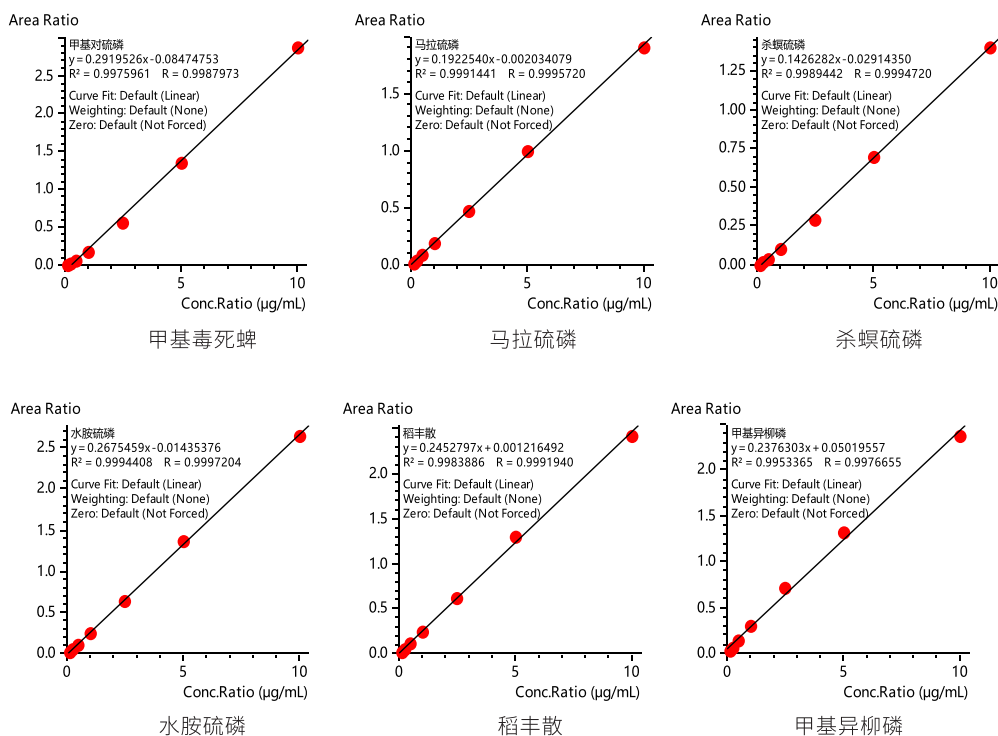 Area Ratio
甲基对硫磷
y = 0.2919526x - 0.08474753
R² = 0.9975961 R = 0.9987973
Curve Fit: Default (Linear)
Weighting: Default (None)
Zero: Default (Not Forced)
2.5
2.0
1.5
1.0
0.5
0.0
0 5 10
Conc.Ratio (µg/mL)
甲基毒死蜱
Area Ratio
马拉硫磷
y = 0.1922540x - 0.002034079
R² = 0.9991441 R = 0.9995720
Curve Fit: Default (Linear)
Weighting: Default (None)
Zero: Default (Not Forced)
1.5
1.0
0.5
0.0
0 5 10
Conc.Ratio (µg/mL)
马拉硫磷
Area Ratio
杀螟硫磷
y = 0.1426282x - 0.02914350
R² = 0.9989442 R = 0.9994720
Curve Fit: Default (Linear)
Weighting: Default (None)
Zero: Default (Not Forced)
1.25
1.00
0.75
0.50
0.25
0.00
0 5 10
Conc.Ratio (µg/mL)
杀螟硫磷
Area Ratio
水胺硫磷
y = 0.2675459x - 0.01435376
R² = 0.9994408 R = 0.9997204
Curve Fit: Default (Linear)
Weighting: Default (None)
Zero: Default (Not Forced)
2.5
2.0
1.5
1.0
0.5
0.0
0 5 10
Conc.Ratio (µg/mL)
水胺硫磷
Area Ratio
稻丰散
y = 0.2452797x + 0.001216492
R² = 0.9983886 R = 0.9991940
Curve Fit: Default (Linear)
Weighting: Default (None)
Zero: Default (Not Forced)
2.0
1.5
1.0
0.5
0.0
0 5 10
Conc.Ratio (µg/mL)
稻丰散
Area Ratio
甲基异柳磷
y = 0.2376303x + 0.05019557
R² = 0.9953365 R = 0.9976655
Curve Fit: Default (Linear)
Weighting: Default (None)
Zero: Default (Not Forced)
2.0
1.5
1.0
0.5
0.0
0 5 10
Conc.Ratio (µg/mL)
甲基异柳磷